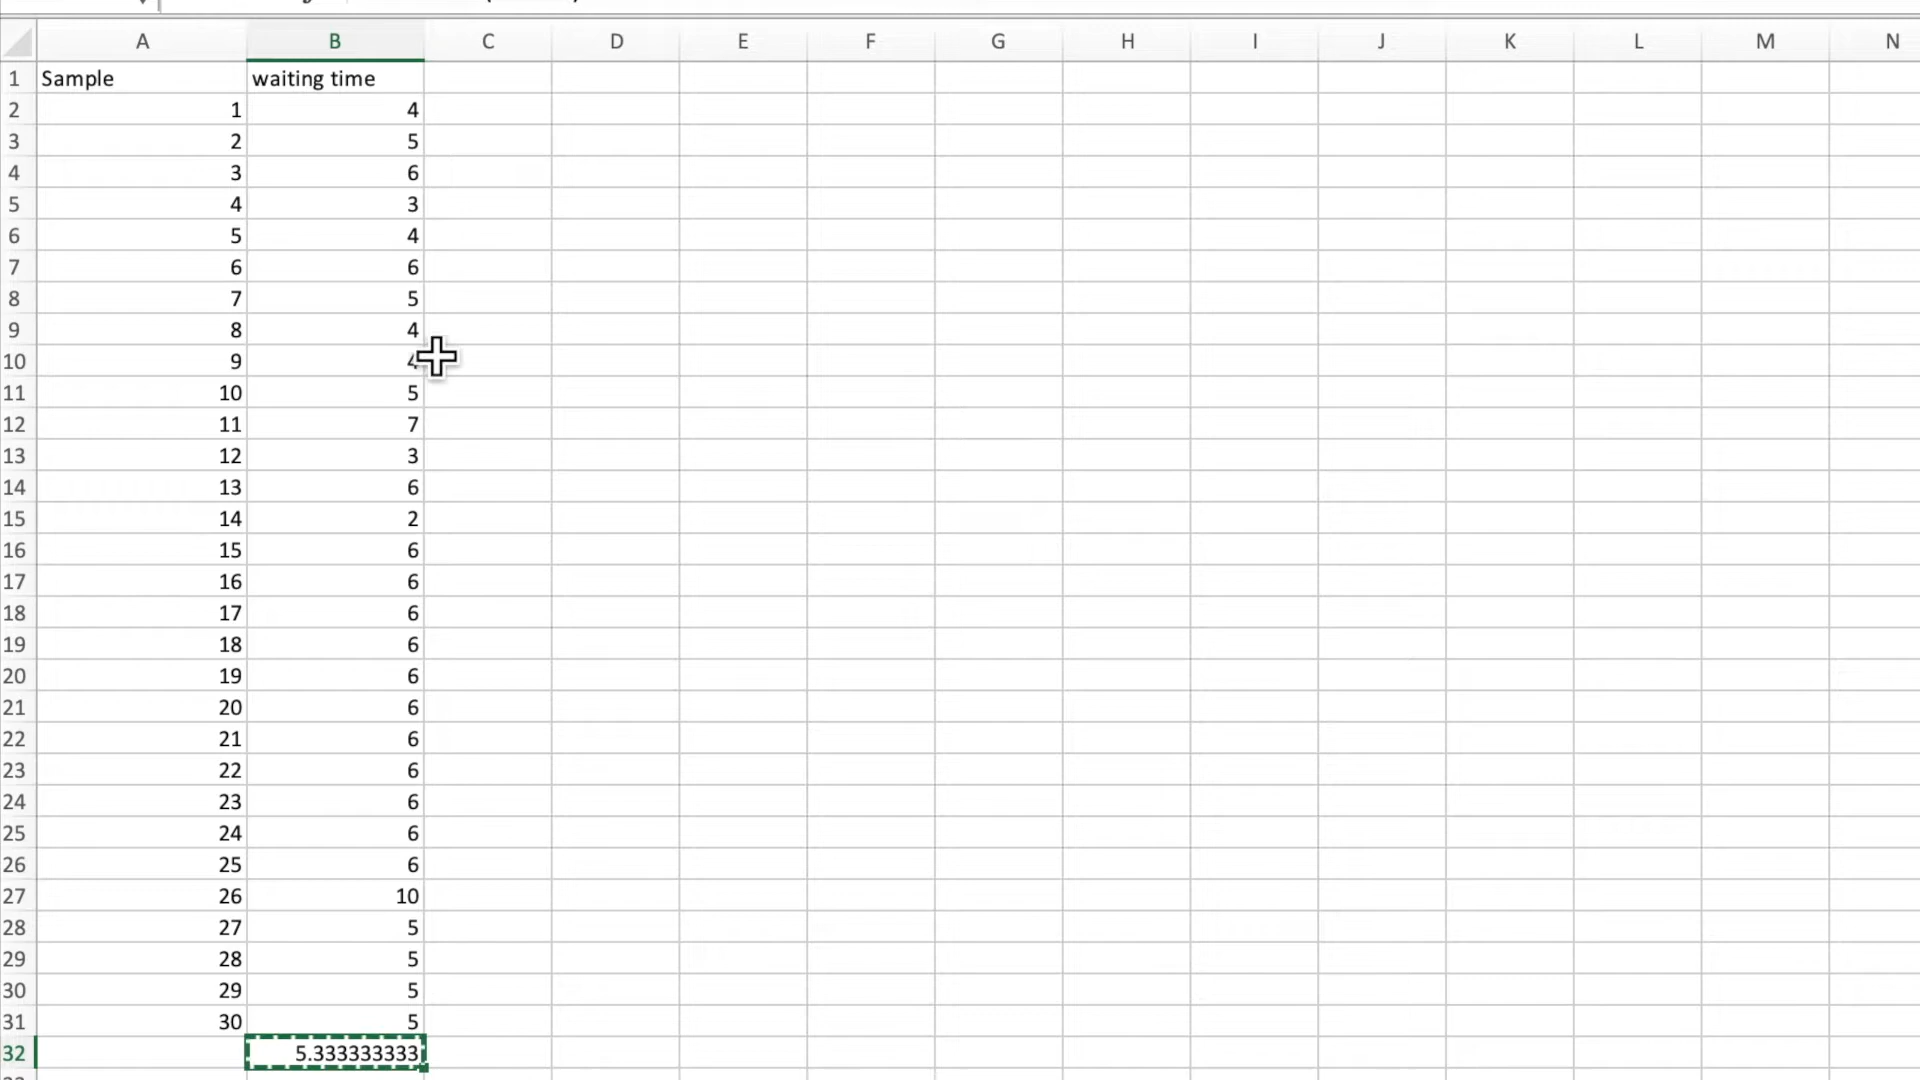 A B C D E F G H I J K L M N
1 Sample waiting time
2 1 4
3 2 5
4 3 6
5 4 3
6 5 4
7 6 6
8 7 5
9 8 4
10 9 4
11 10 5
12 11 7
13 12 3
14 13 6
15 14 2
16 15 6
17 16 6
18 17 6
19 18 6
20 19 6
21 20 6
22 21 6
23 22 6
24 23 6
25 24 6
26 25 6
27 26 10
28 27 5
29 28 5
30 29 5
31 30 5
32 5.333333333